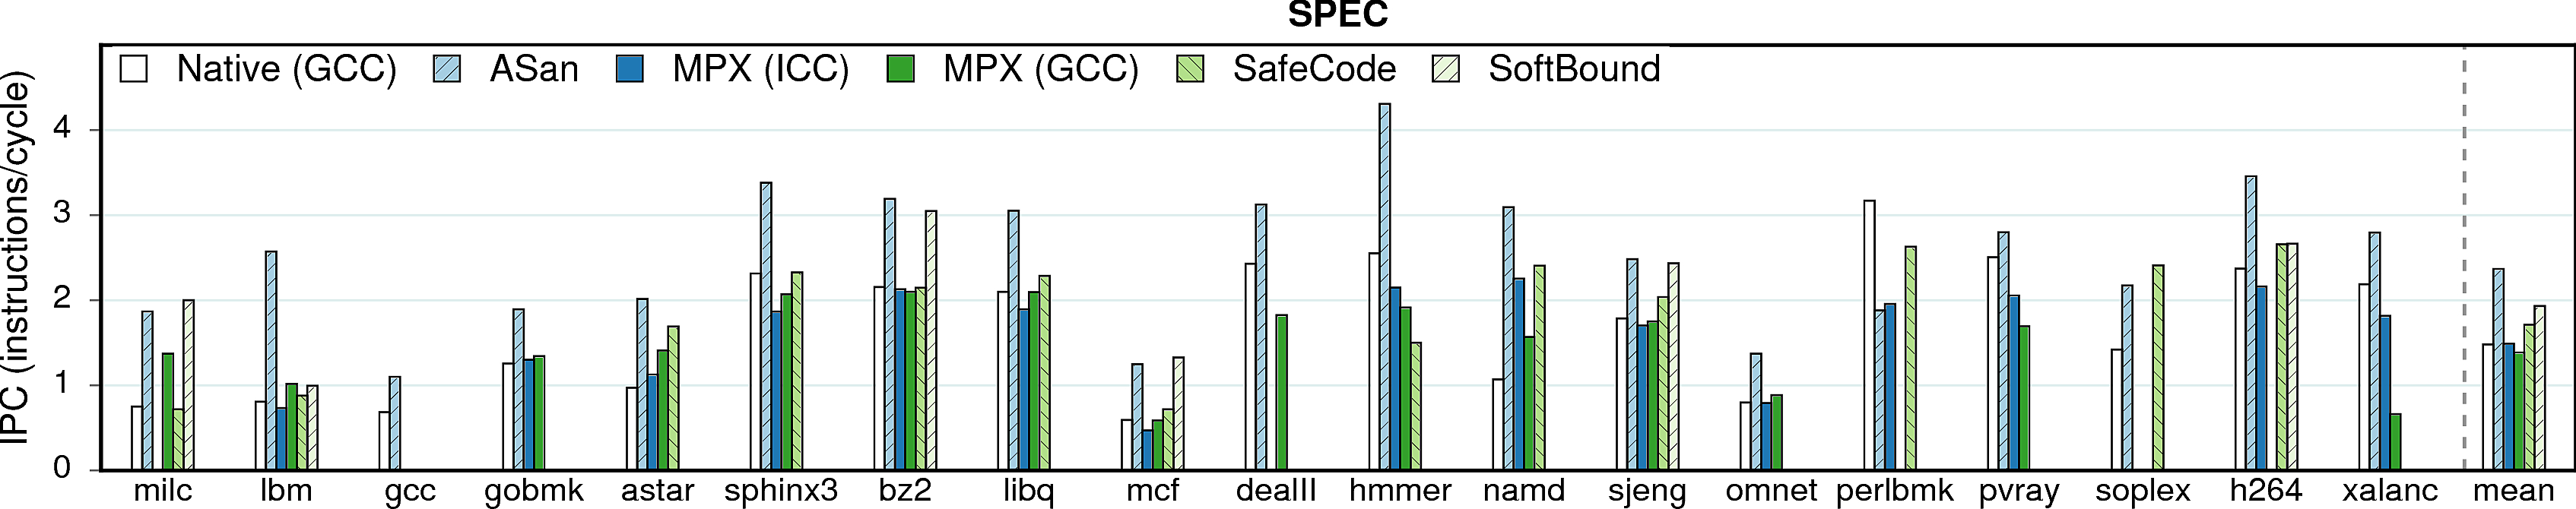 SPEC
IPC (instructions/cycle)
Native (GCC) ASan MPX (ICC) MPX (GCC) SafeCode SoftBound
4
3
2
1
0
milc lbm gcc gobmk astar sphinx3 bz2 libq mcf dealII hmmer namd sjeng omnet perlbmk pvray soplex h264 xalanc mean